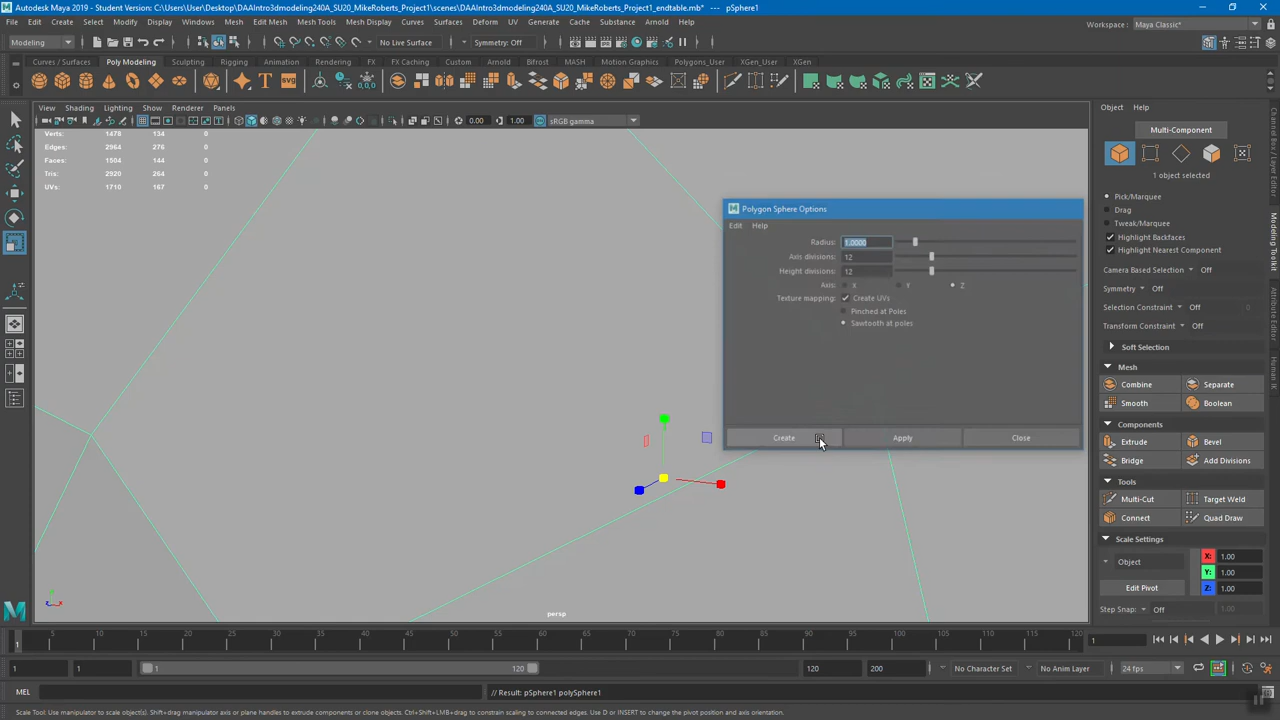 Autodesk Maya 2019 - Student Version: C:\Users\User\Desktop\DAAIntro3dmodeling240A_SU20_MikeRoberts_Project1\scenes\DAAIntro3dmodeling240A_SU20_MikeRoberts_Project1_endtable.mb* --- pSphere1
File Edit Create Select Modify Display Windows Mesh Edit Mesh Mesh Tools Mesh Display Curves Surfaces Deform UV Generate Cache Substance Arnold Help
Workspace: Maya Classic*
Modeling No Live Surface Symmetry: Off
Curves / Surfaces Poly Modeling Sculpting Rigging Animation Rendering FX FX Caching Custom Arnold Bifrost MASH Motion Graphics Polygons_User XGen_User XGen
View Shading Lighting Show Renderer Panels
0.00 1.00 sRGB gamma
Verts: 1478 134 0
Edges: 2964 276 0
Faces: 1504 144 0
Tris: 2920 264 0
UVs: 1710 167 0
Polygon Sphere Options
Edit Help
Radius: 1.0000
Axis divisions: 12
Height divisions: 12
Axis: X Y Z
Texture mapping: Create UVs
Pinched at Poles
Sawtooth at poles
Create Apply Close
persp
Object Help
Multi-Component
1 object selected
Pick/Marquee
Drag
Tweak/Marquee
Highlight Backfaces
Highlight Nearest Component
Camera Based Selection Off
Symmetry: Off
Selection Constraint Off
Transform Constraint Off
Soft Selection
Mesh
Combine Separate
Smooth Boolean
Components
Extrude Bevel
Bridge Add Divisions
Tools
Multi-Cut Target Weld
Connect Quad Draw
Scale Settings
Object X: 1.00
Y: 1.00
Edit Pivot Z: 1.00
Step Snap: Off 1.00
Channel Box / Layer Editor
Modeling Toolkit
Attribute Editor
Human IK
1 5 10 15 20 25 30 35 40 45 50 55 60 65 70 75 80 85 90 95 100 105 110 115 120 1
1 1 1 120 120 200 No Character Set No Anim Layer 24 fps
MEL // Result: pSphere1 polySphere1
Scale Tool: Use manipulator to scale object(s). Shift+drag manipulator axis or plane handles to extrude components or clone objects. Ctrl+Shift+LMB+drag to constrain scaling to connected edges. Use D or INSERT to change the pivot position and axis orientation.